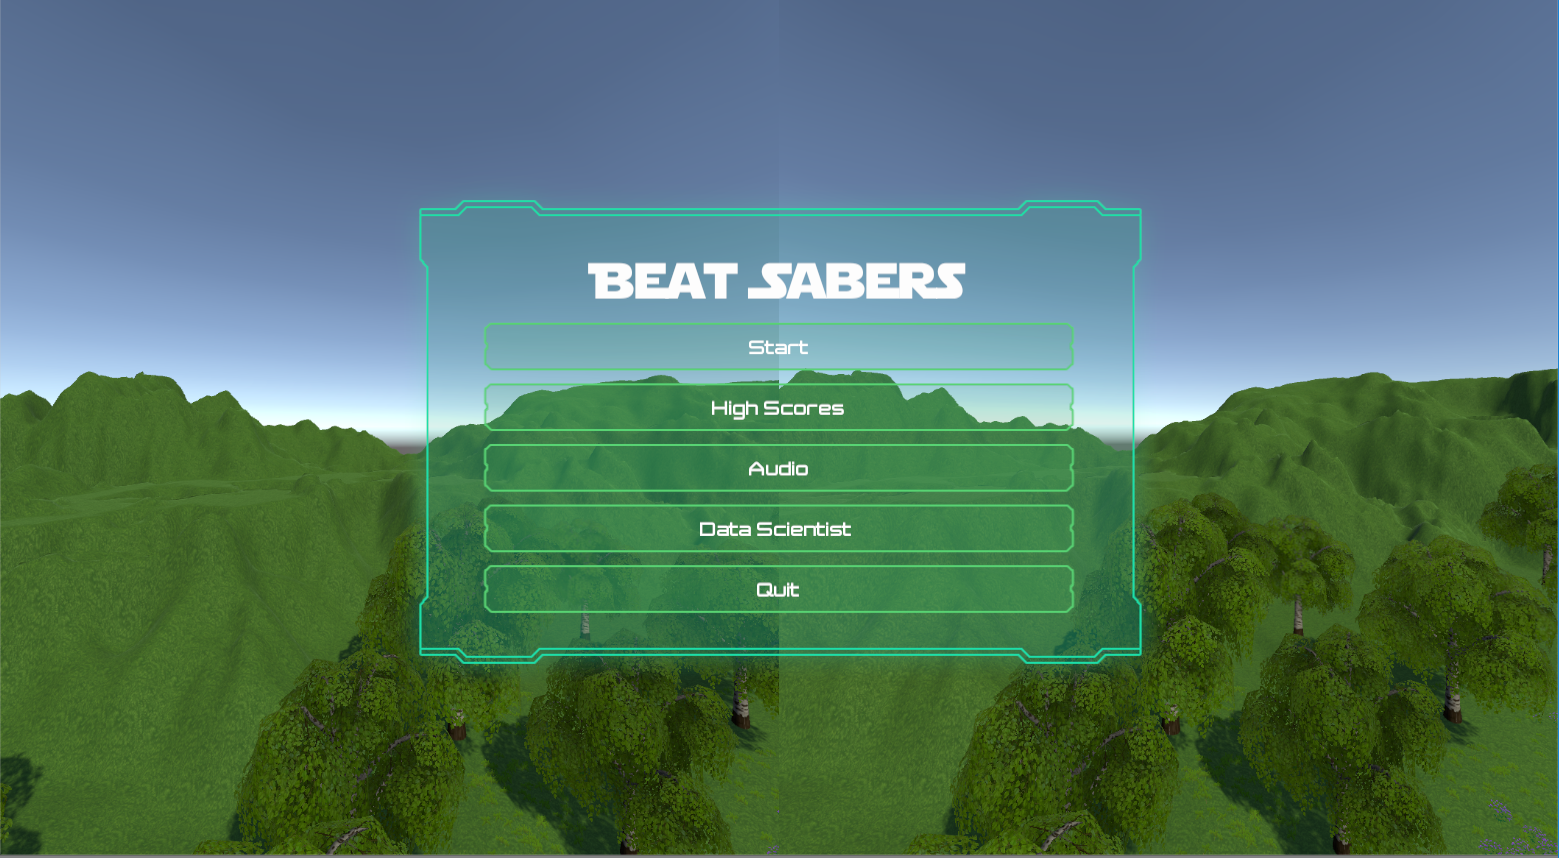 BEAT SABERS
Start
High Scores
Audio
Data Scientist
Quit